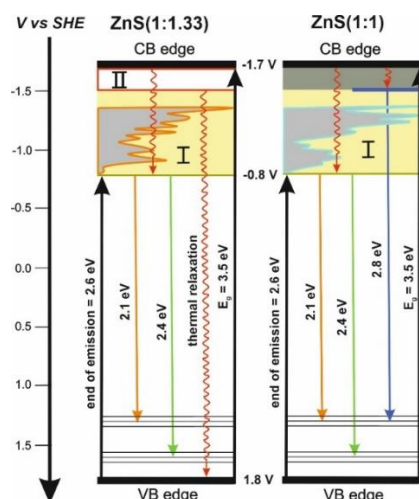 V vs SHE
ZnS(1:1.33)
ZnS(1:1)
CB edge
CB edge
-1.7 V
II
I
I
-0.8 V
-1.5
-1.0
-0.5
0.0
0.5
1.0
1.5
end of emission = 2.6 eV
2.1 eV
2.4 eV
thermal relaxation
Eg = 3.5 eV
end of emission = 2.6 eV
2.1 eV
2.4 eV
2.8 eV
Eg = 3.5 eV
1.8 V
VB edge
VB edge